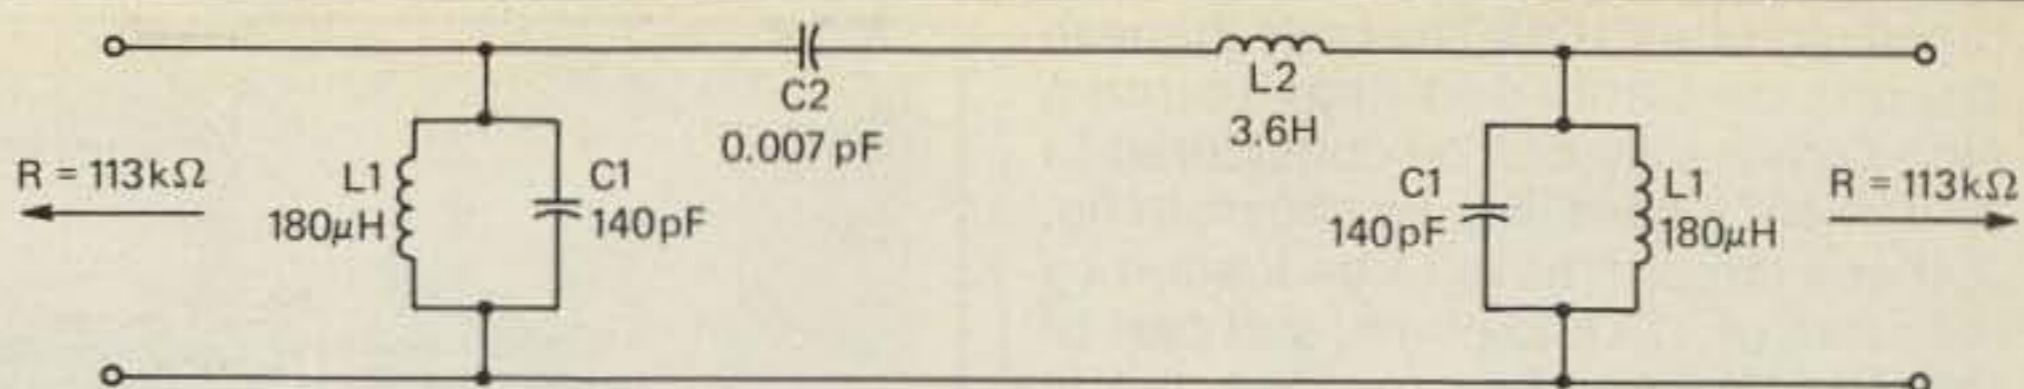 C2
0.007 pF
L2
3.6H
R = 113kΩ
L1
180μH
C1
140pF
C1
140pF
L1
180μH
R = 113kΩ